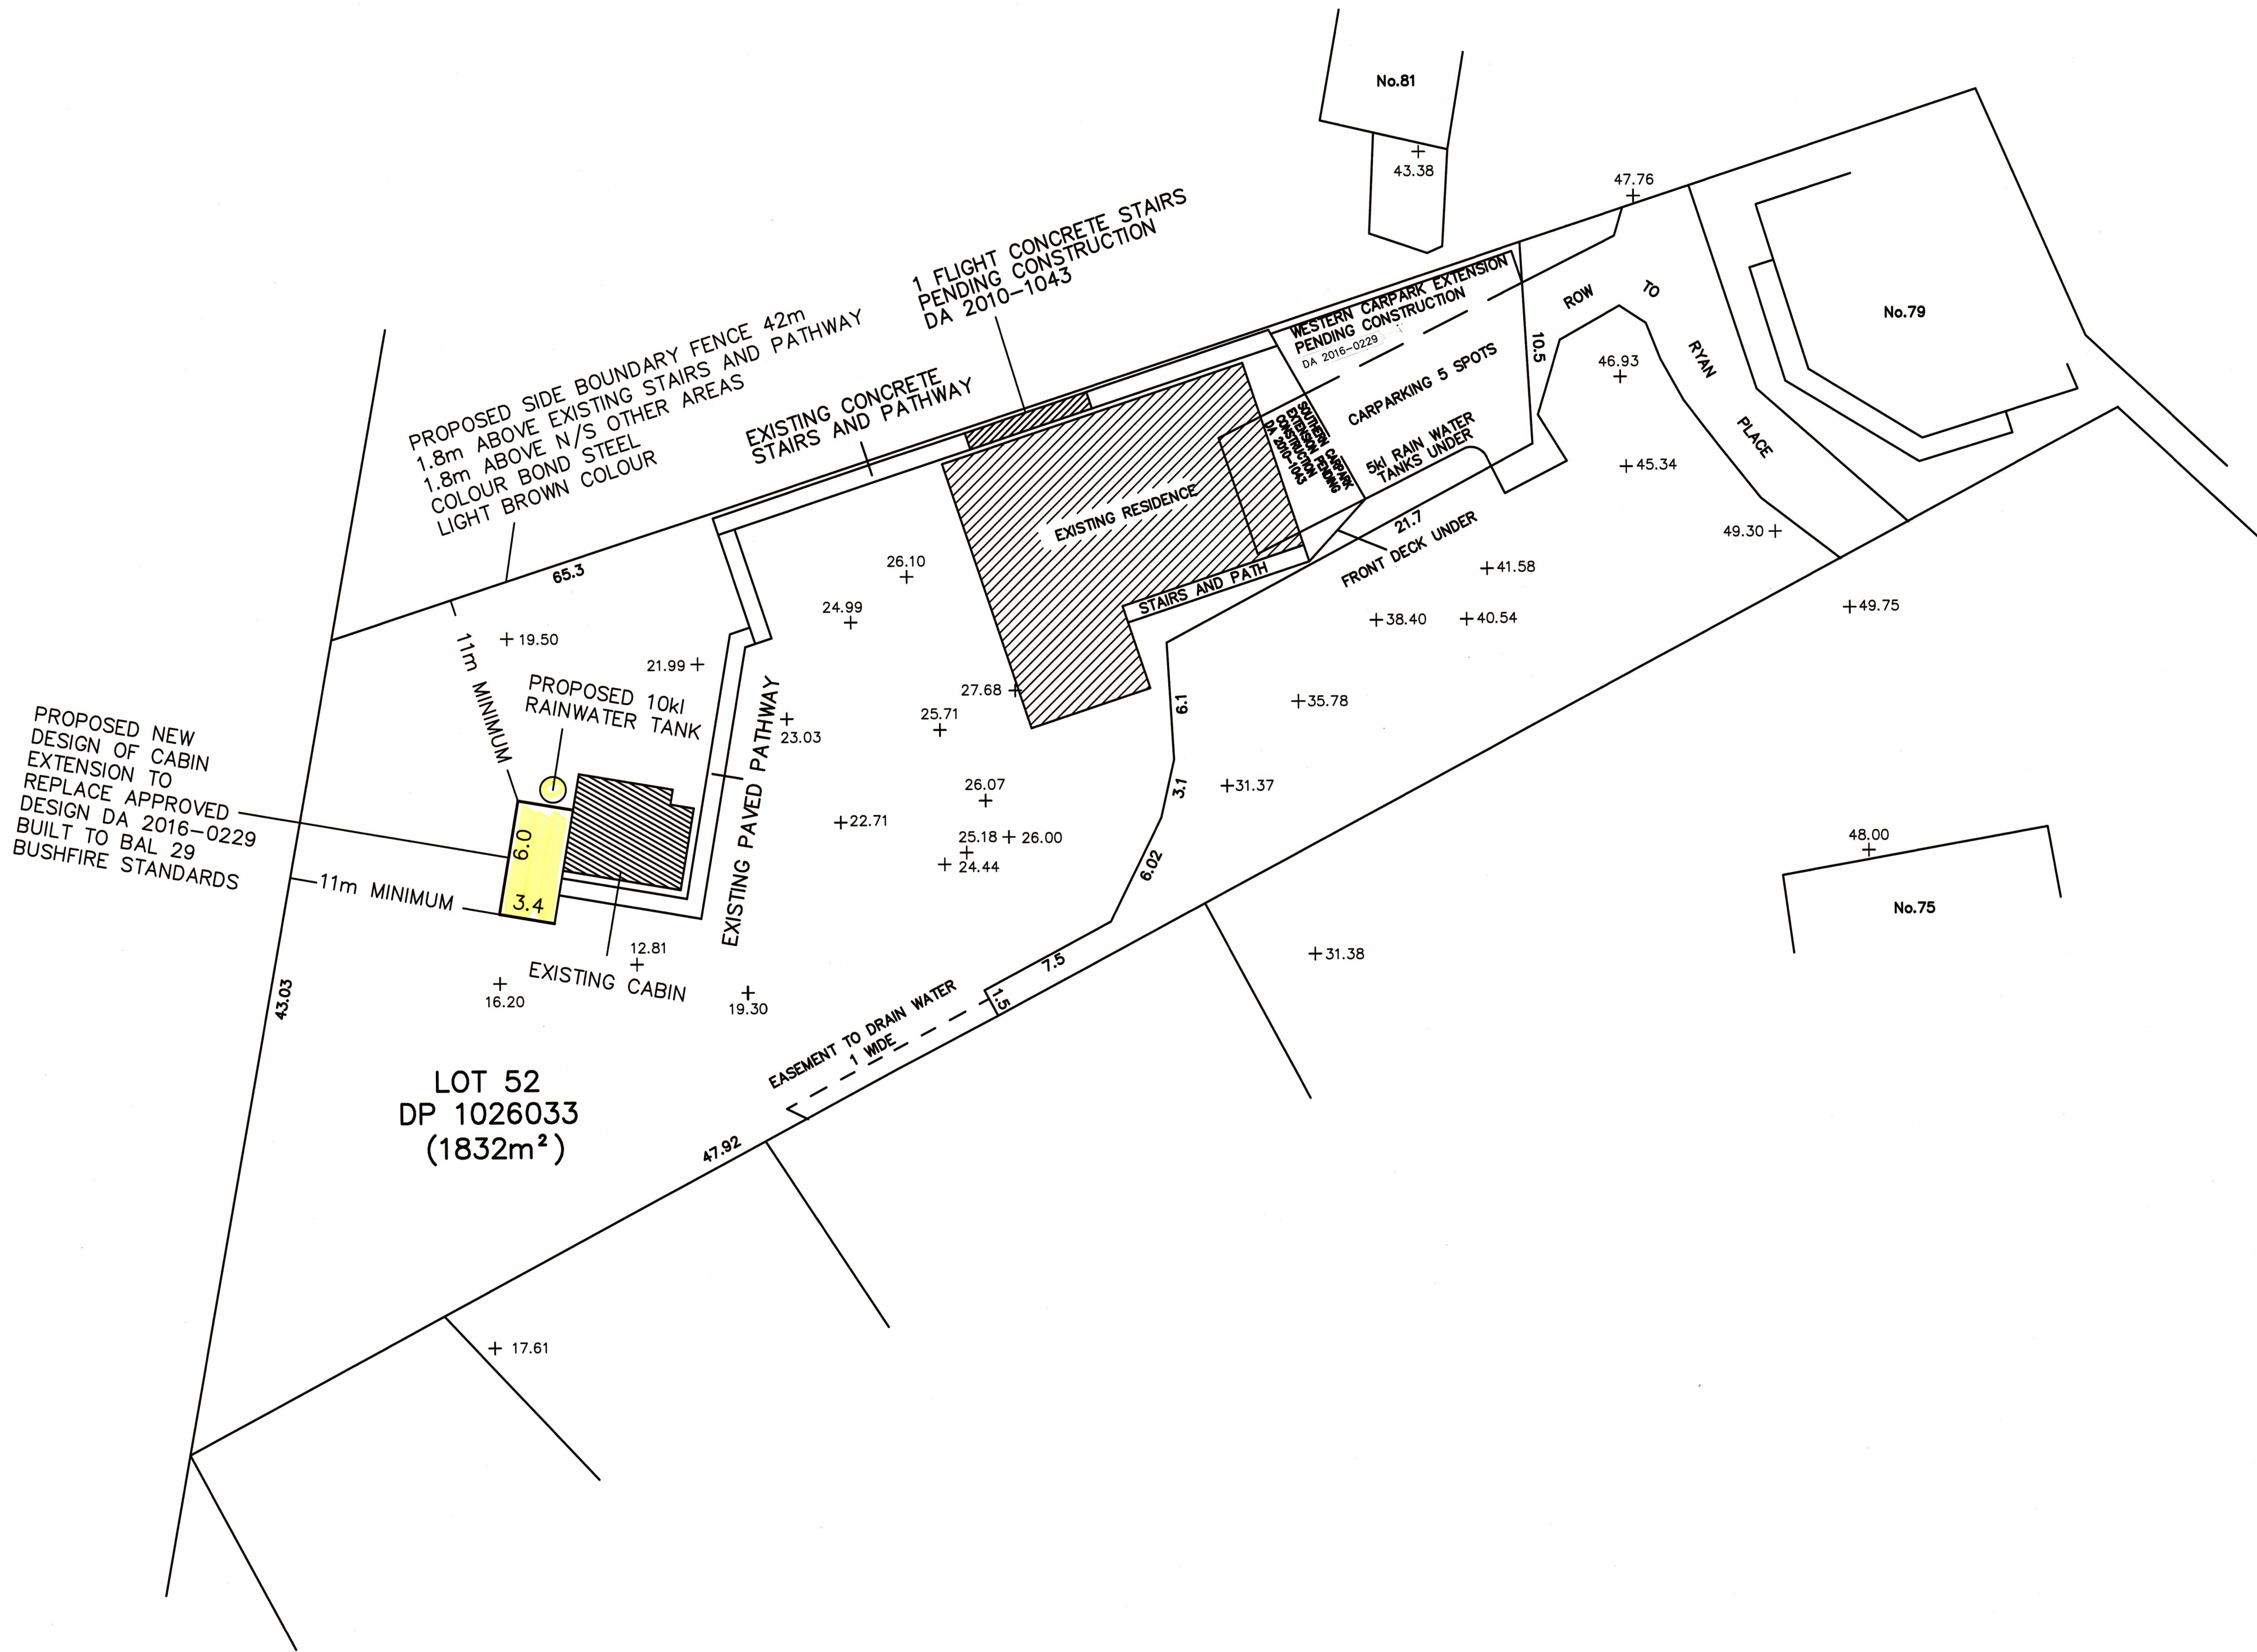 No.81
43.38
47.76
No.79
1 FLIGHT CONCRETE STAIRS
PENDING CONSTRUCTION
DA 2010-1043
PROPOSED SIDE BOUNDARY FENCE 42m
1.8m ABOVE EXISTING STAIRS AND PATHWAY
1.8m ABOVE N/S OTHER AREAS
COLOUR BOND STEEL
LIGHT BROWN COLOUR
EXISTING CONCRETE
STAIRS AND PATHWAY
WESTERN CARPARK EXTENSION
PENDING CONSTRUCTION
DA 2016-0229
CARPARKING 5 SPOTS
5kl RAIN WATER
TANKS UNDER
SOUTHERN CARPARK
EXTENSION PENDING
CONSTRUCTION
DA 2010-1043
10.5
ROW
TO
RYAN
PLACE
46.93
45.34
49.30
49.75
EXISTING RESIDENCE
STAIRS AND PATH
21.7
FRONT DECK UNDER
41.58
38.40
40.54
35.78
31.37
31.38
65.3
26.10
24.99
19.50
21.99
27.68
25.71
23.03
26.07
22.71
25.18
26.00
24.44
6.1
3.1
6.02
7.5
1.5
48.00
No.75
11m MINIMUM
PROPOSED 10kl
RAINWATER TANK
EXISTING PAVED PATHWAY
PROPOSED NEW
DESIGN OF CABIN
EXTENSION TO
REPLACE APPROVED
DESIGN DA 2016-0229
BUILT TO BAL 29
BUSHFIRE STANDARDS
6.0
3.4
11m MINIMUM
12.81
EXISTING CABIN
16.20
19.30
43.03
EASEMENT TO DRAIN WATER
1 WIDE
LOT 52
DP 1026033
(1832m²)
47.92
17.61